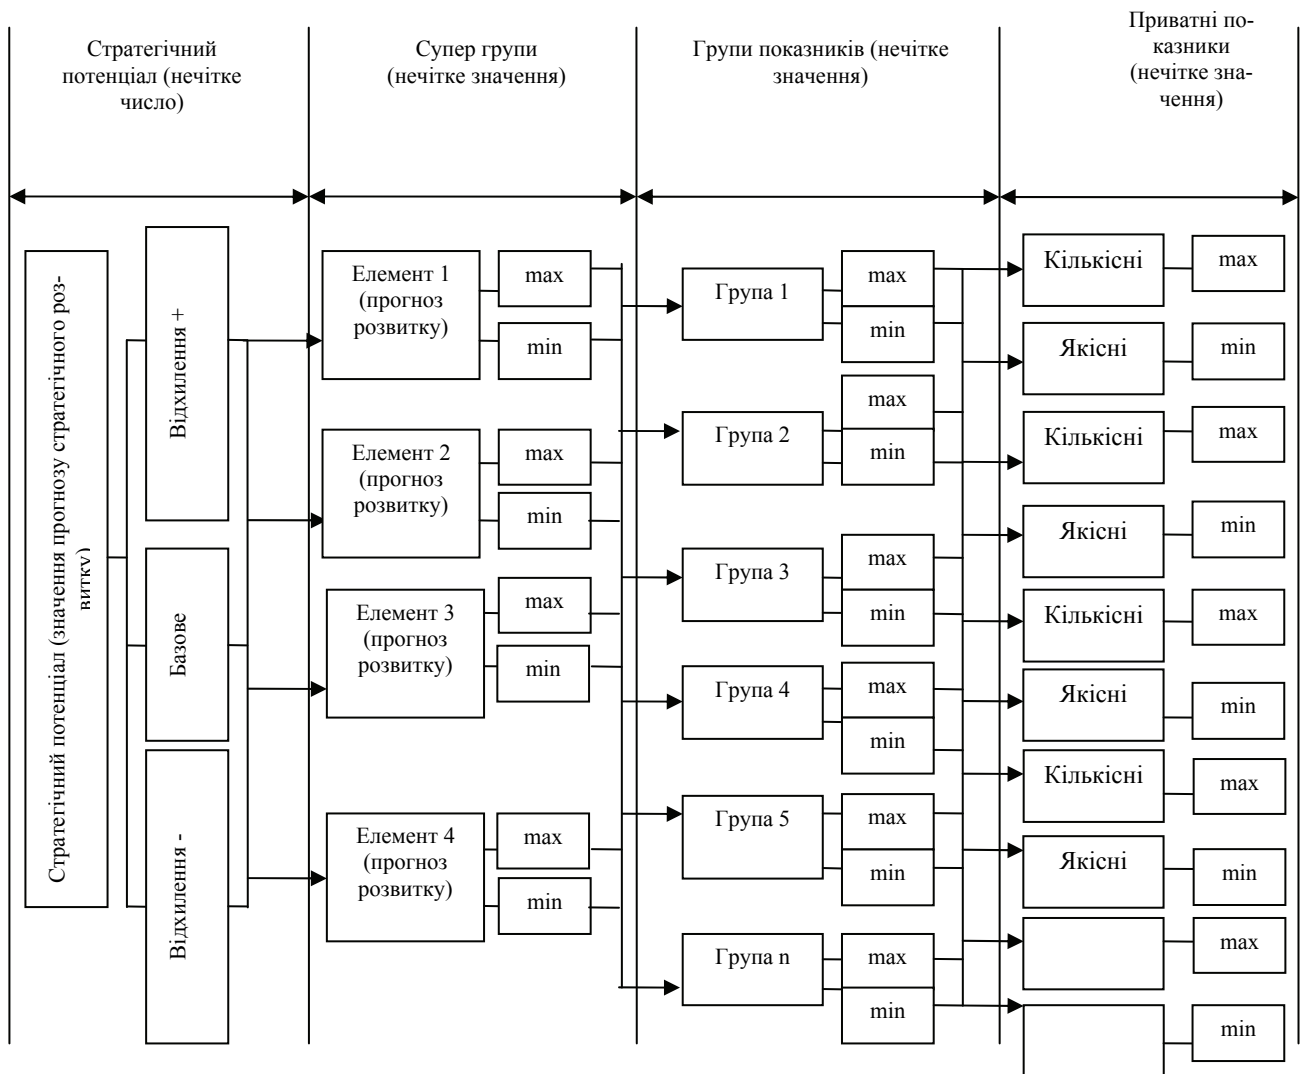 Стратегічний
потенціал (нечітке
число)
Супер групи
(нечітке значення)
Групи показників (нечітке
значення)
Приватні по-
казники
(нечітке зна-
чення)
Стратегічний потенціал (значення прогнозу стратегічного роз-
витку)
Відхилення +
Базове
Відхилення -
Елемент 1
(прогноз
розвитку)
max
min
Елемент 2
(прогноз
розвитку)
max
min
Елемент 3
(прогноз
розвитку)
max
min
Елемент 4
(прогноз
розвитку)
max
min
Група 1
max
min
Група 2
max
min
Група 3
max
min
Група 4
max
min
Група 5
max
min
Група n
max
min
Кількісні
max
Якісні
min
Кількісні
max
Якісні
min
Кількісні
max
Якісні
min
Кількісні
max
Якісні
min
max
min